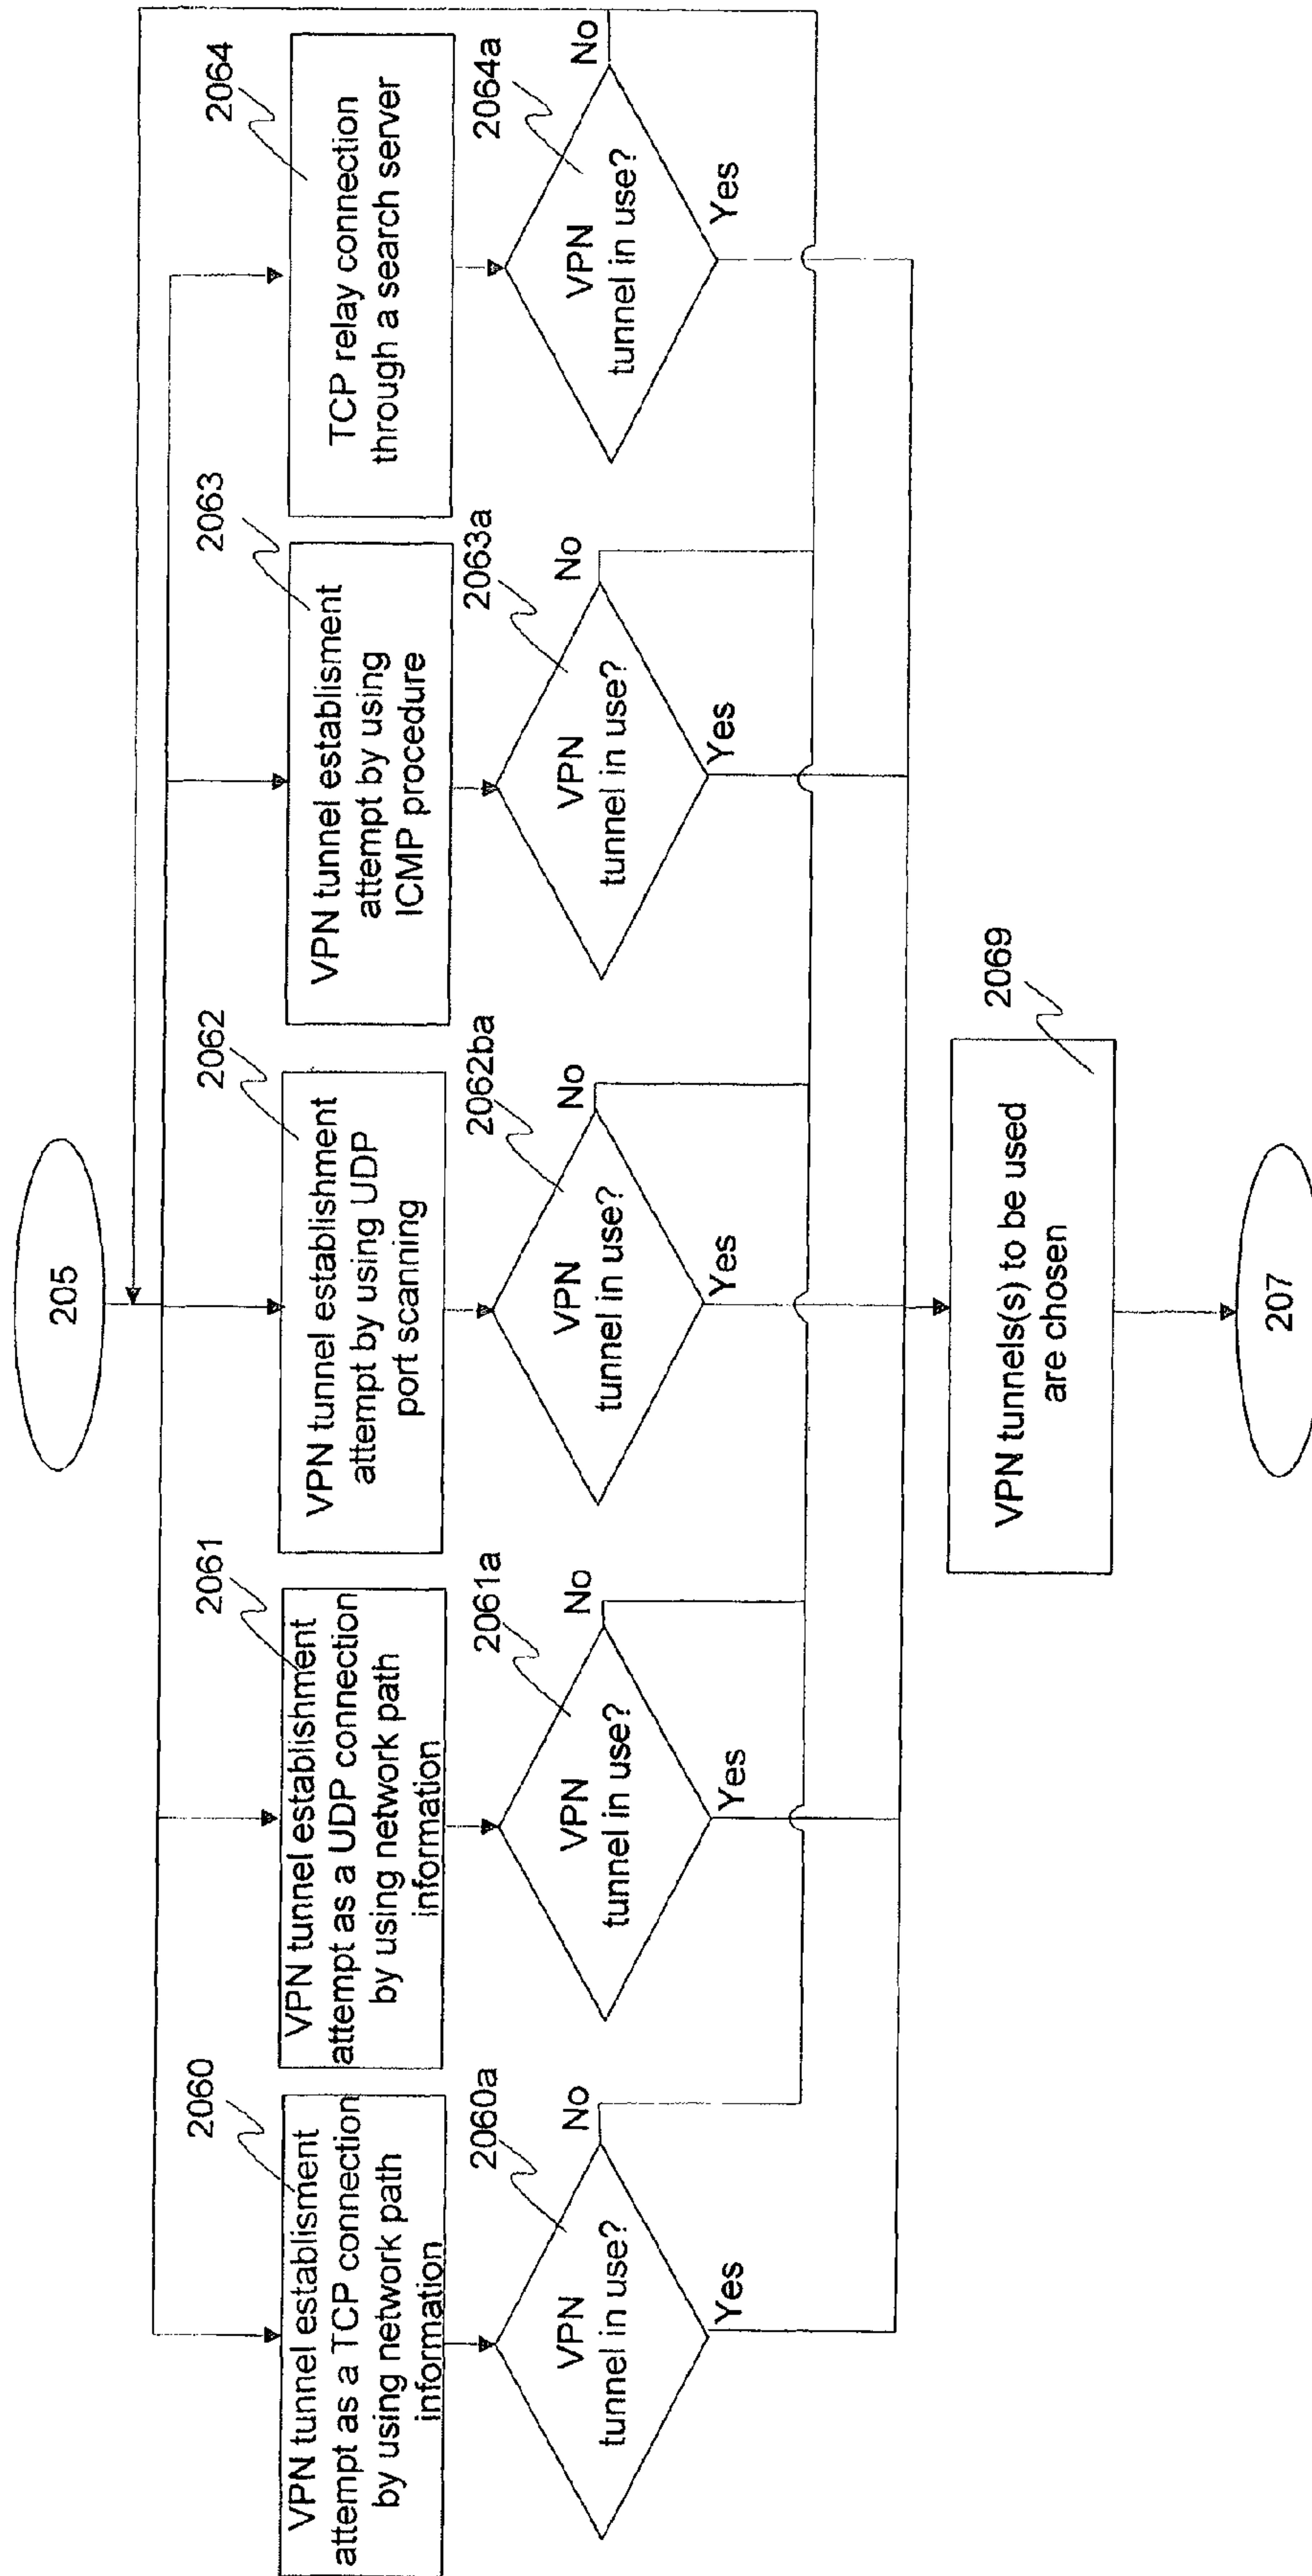 205
2060
VPN tunnel establisment
attempt as a TCP connection
by using network path
information
2061
VPN tunnel establishment
attempt as a UDP connection
by using network path
information
2062
VPN tunnel establishment
attempt by using UDP
port scanning
2063
VPN tunnel establisment
attempt by using
ICMP procedure
2064
TCP relay connection
through a search server
2060a
VPN
tunnel in use?
No
Yes
2061a
VPN
tunnel in use?
No
Yes
2062ba
VPN
tunnel in use?
No
Yes
2063a
VPN
tunnel in use?
No
Yes
2064a
VPN
tunnel in use?
No
Yes
2069
VPN tunnels(s) to be used
are chosen
207